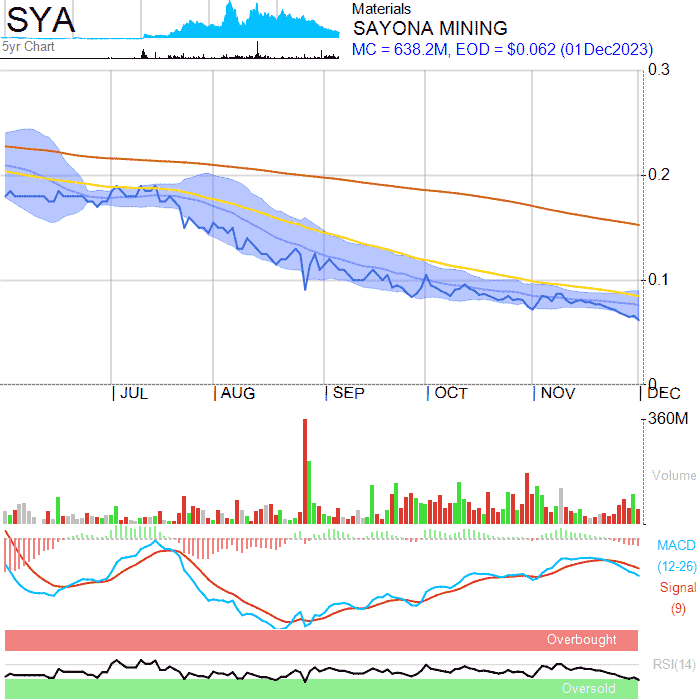 SYA
5yr Chart
Materials
SAYONA MINING
MC = 638.2M, EOD = $0.062 (01Dec2023)
0.3
0.2
0.1
0
JUL AUG SEP OCT NOV DEC
360M
Volume
MACD
(12-26)
Signal
(9)
Overbought
RSI(14)
Oversold